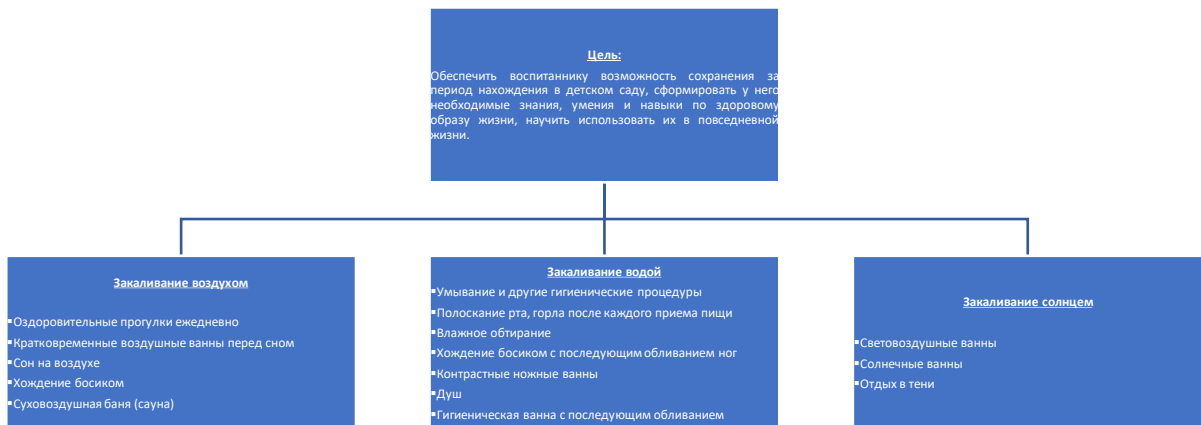 Цель:
Обеспечить воспитаннику возможность сохранения за
период нахождения в детском саду, сформировать у него
необходимые знания, умения и навыки по здоровому
образу жизни, научить использовать их в повседневной
жизни.
Закаливание воздухом
▪Оздоровительные прогулки ежедневно
▪Кратковременные воздушные ванны перед сном
▪Сон на воздухе
▪Хождение босиком
▪Суховоздушная баня (сауна)
Закаливание водой
▪Умывание и другие гигиенические процедуры
▪Полоскание рта, горла после каждого приема пищи
▪Влажное обтирание
▪Хождение босиком с последующим обливанием ног
▪Контрастные ножные ванны
▪Душ
▪Гигиеническая ванна с последующим обливанием
Закаливание солнцем
▪Световоздушные ванны
▪Солнечные ванны
▪Отдых в тени